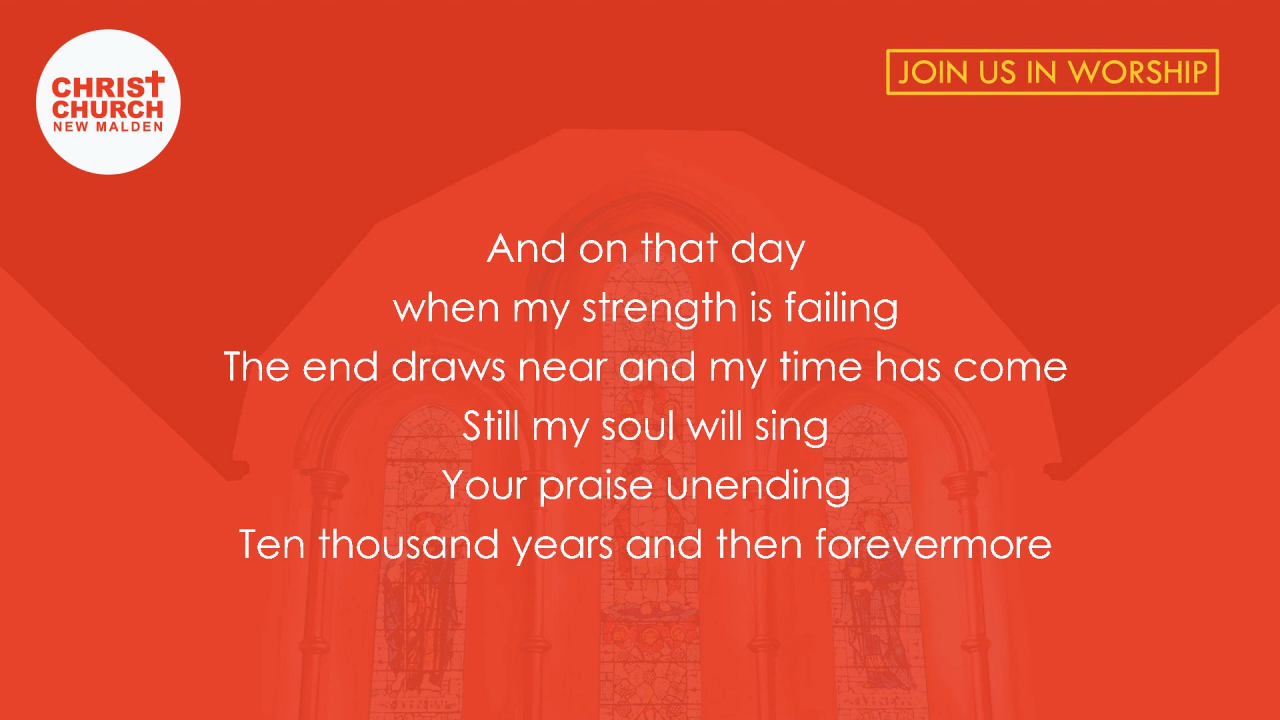 CHRIST
CHURCH
NEW MALDEN
JOIN US IN WORSHIP
And on that day
when my strength is failing
The end draws near and my time has come
Still my soul will sing
Your praise unending
Ten thousand years and then forevermore